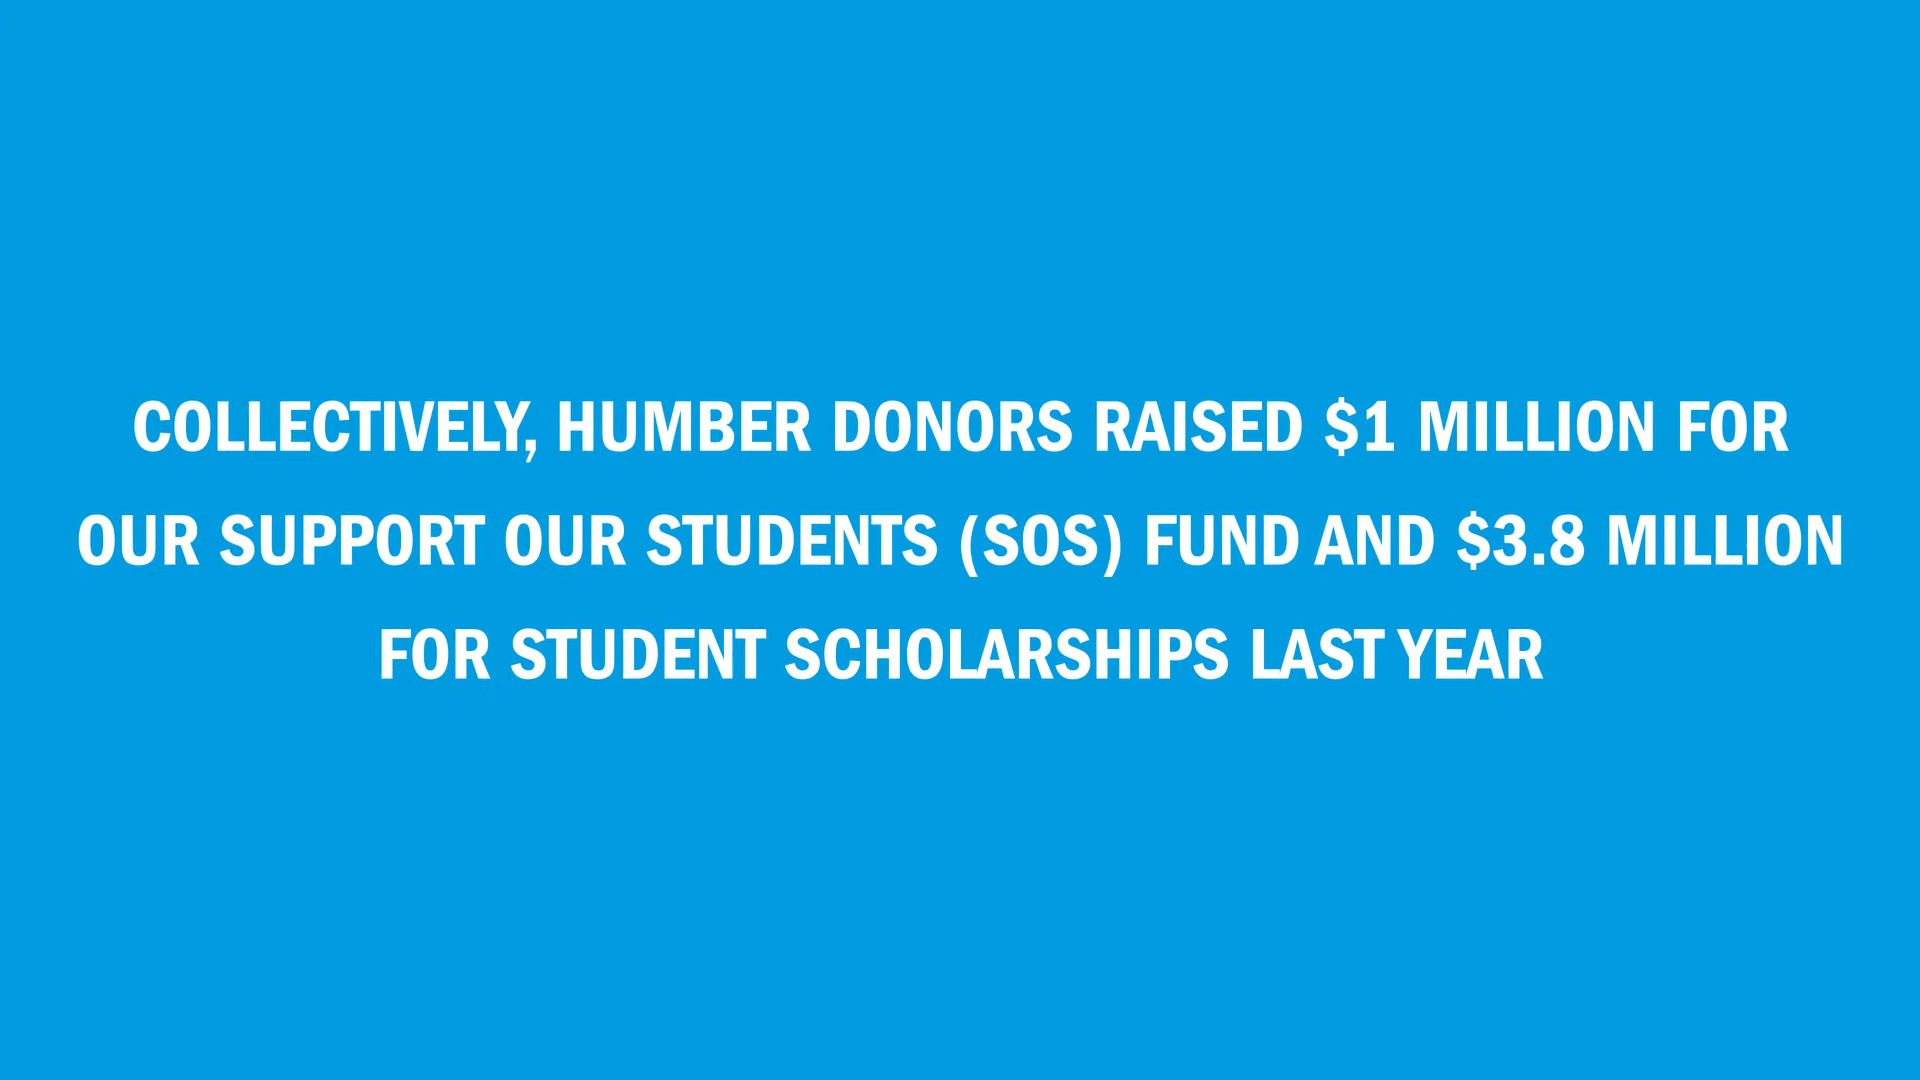 COLLECTIVELY, HUMBER DONORS RAISED $1 MILLION FOR
OUR SUPPORT OUR STUDENTS (SOS) FUND AND $3.8 MILLION
FOR STUDENT SCHOLARSHIPS LAST YEAR